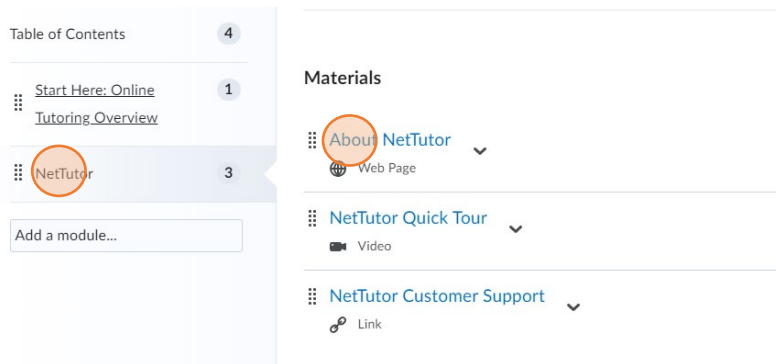 Table of Contents 4
Start Here: Online 1
Tutoring Overview
NetTutor 3
Add a module...
Materials
About NetTutor
Web Page
NetTutor Quick Tour
Video
NetTutor Customer Support
Link